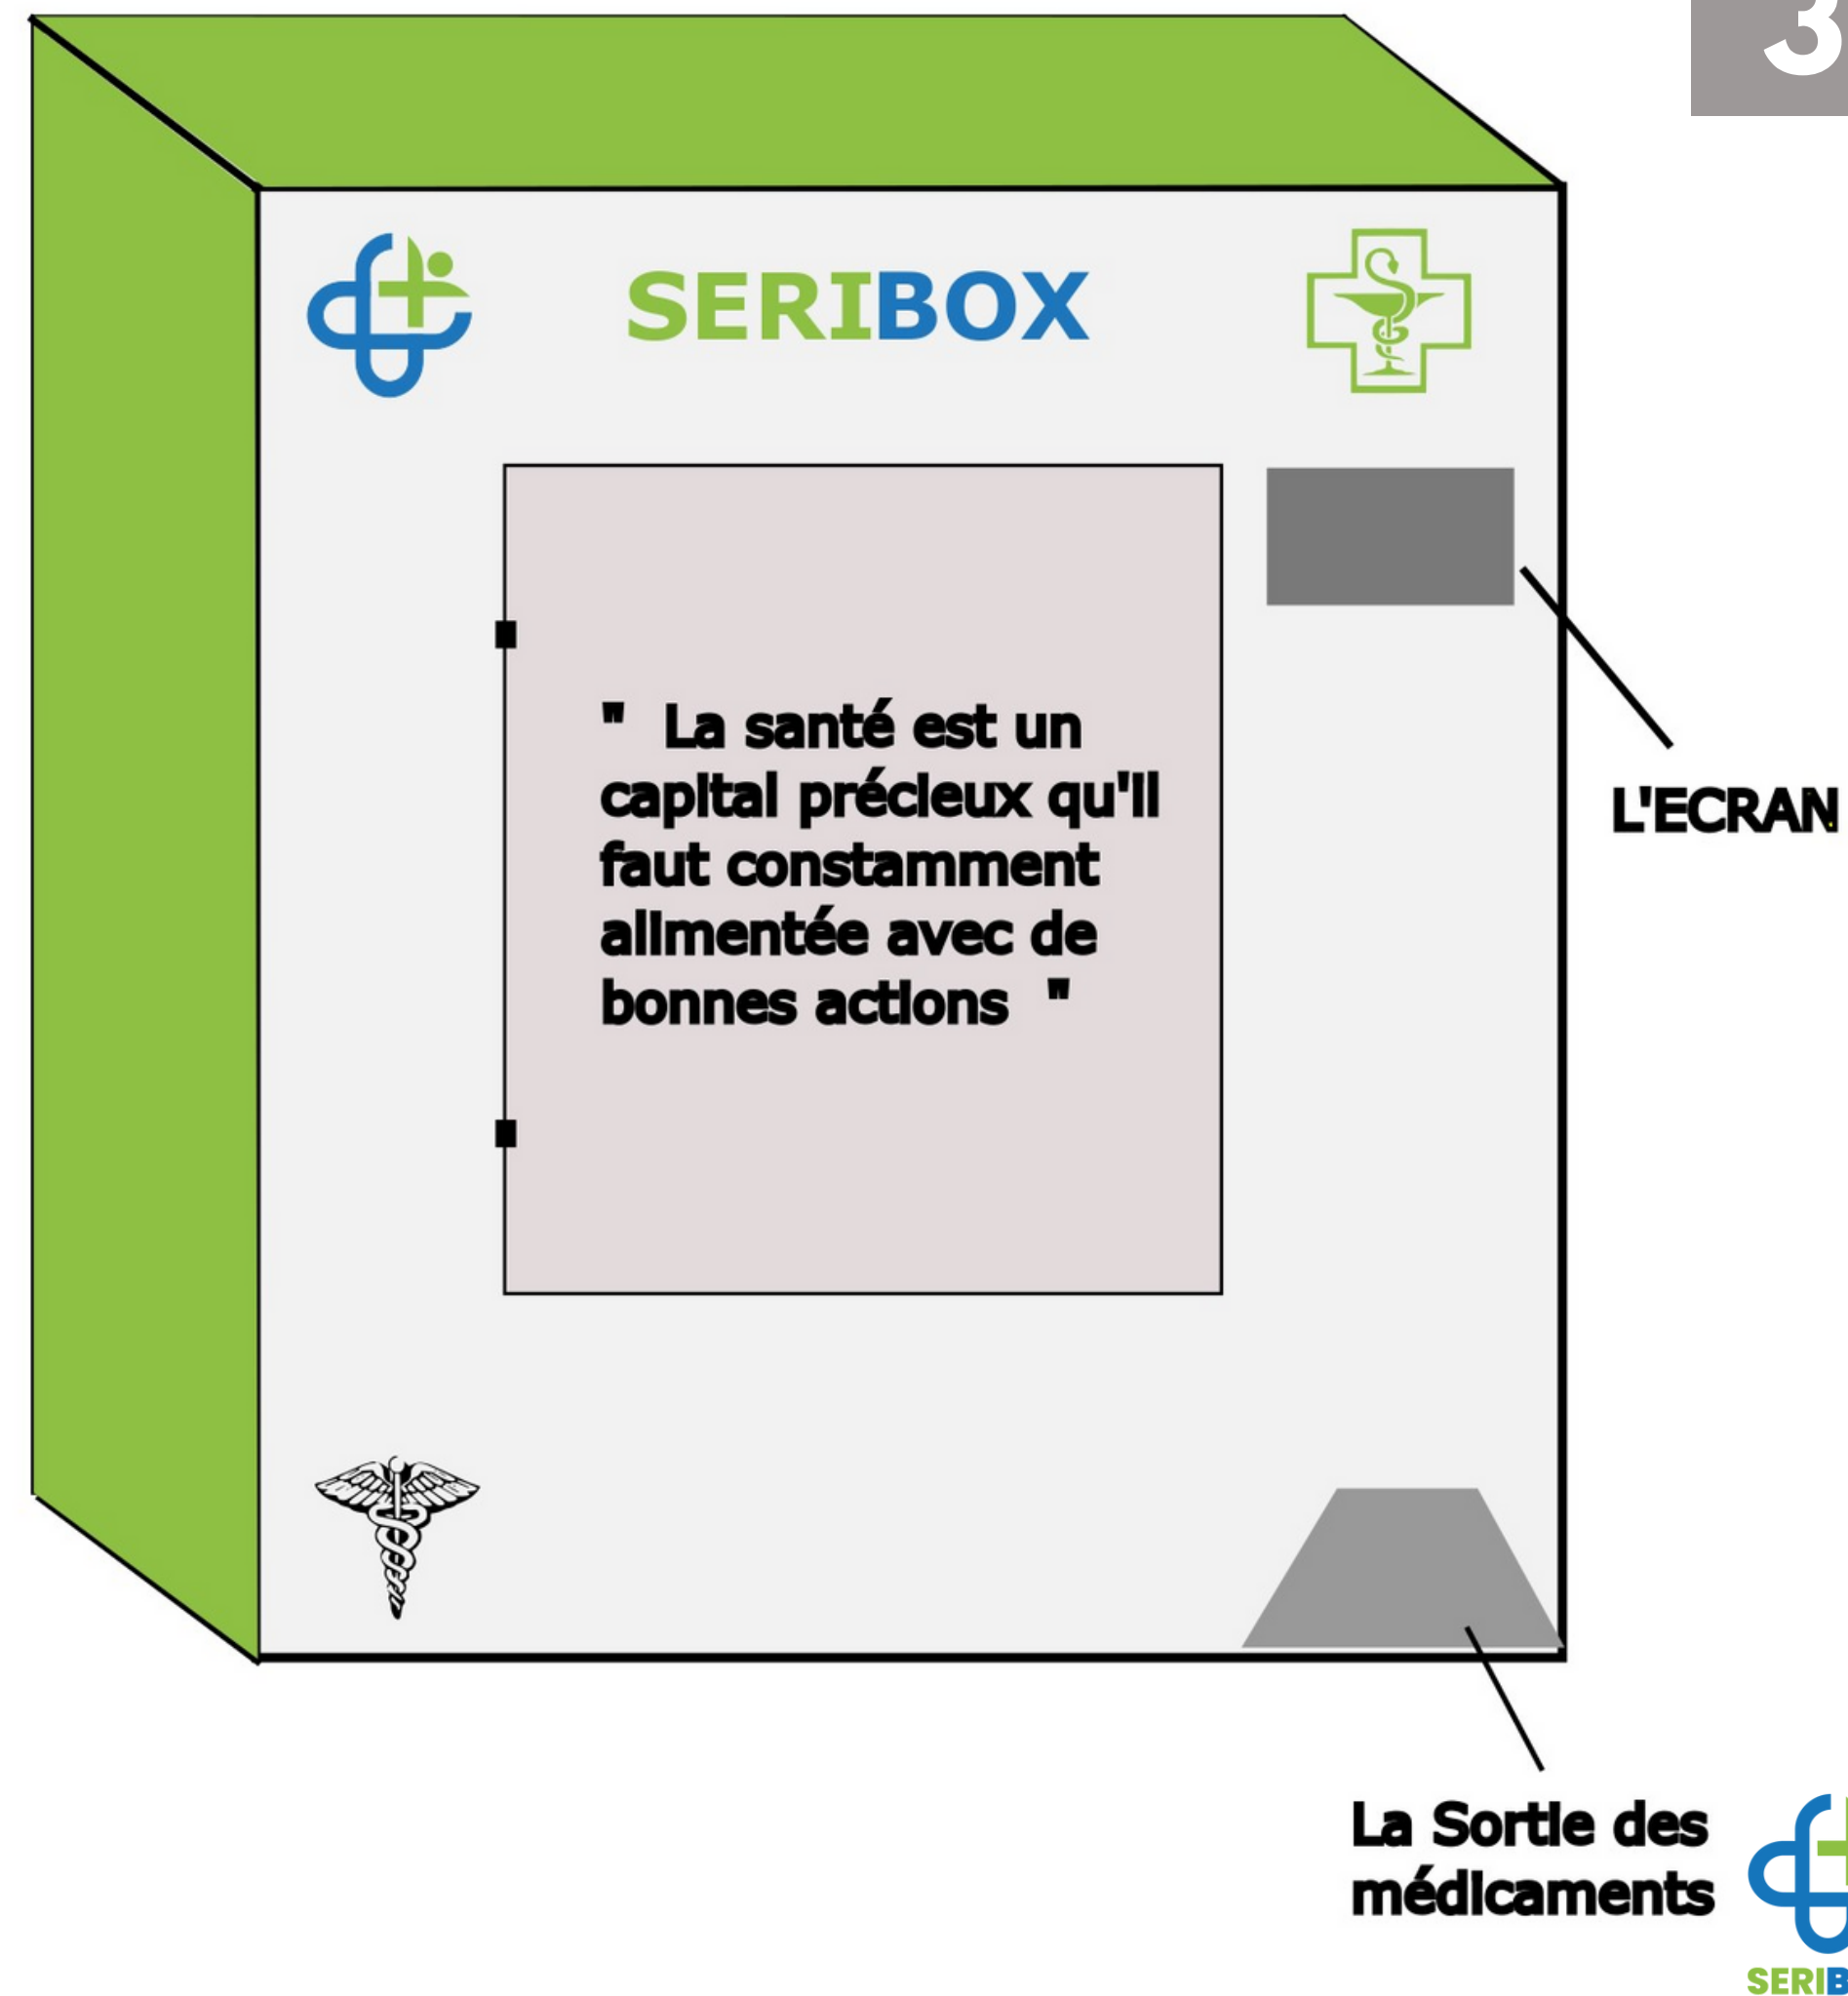 3
SERIBOX
" La santé est un
capital précieux qu'il
faut constamment
alimentée avec de
bonnes actions "
L'ECRAN
La Sortie des
médicaments